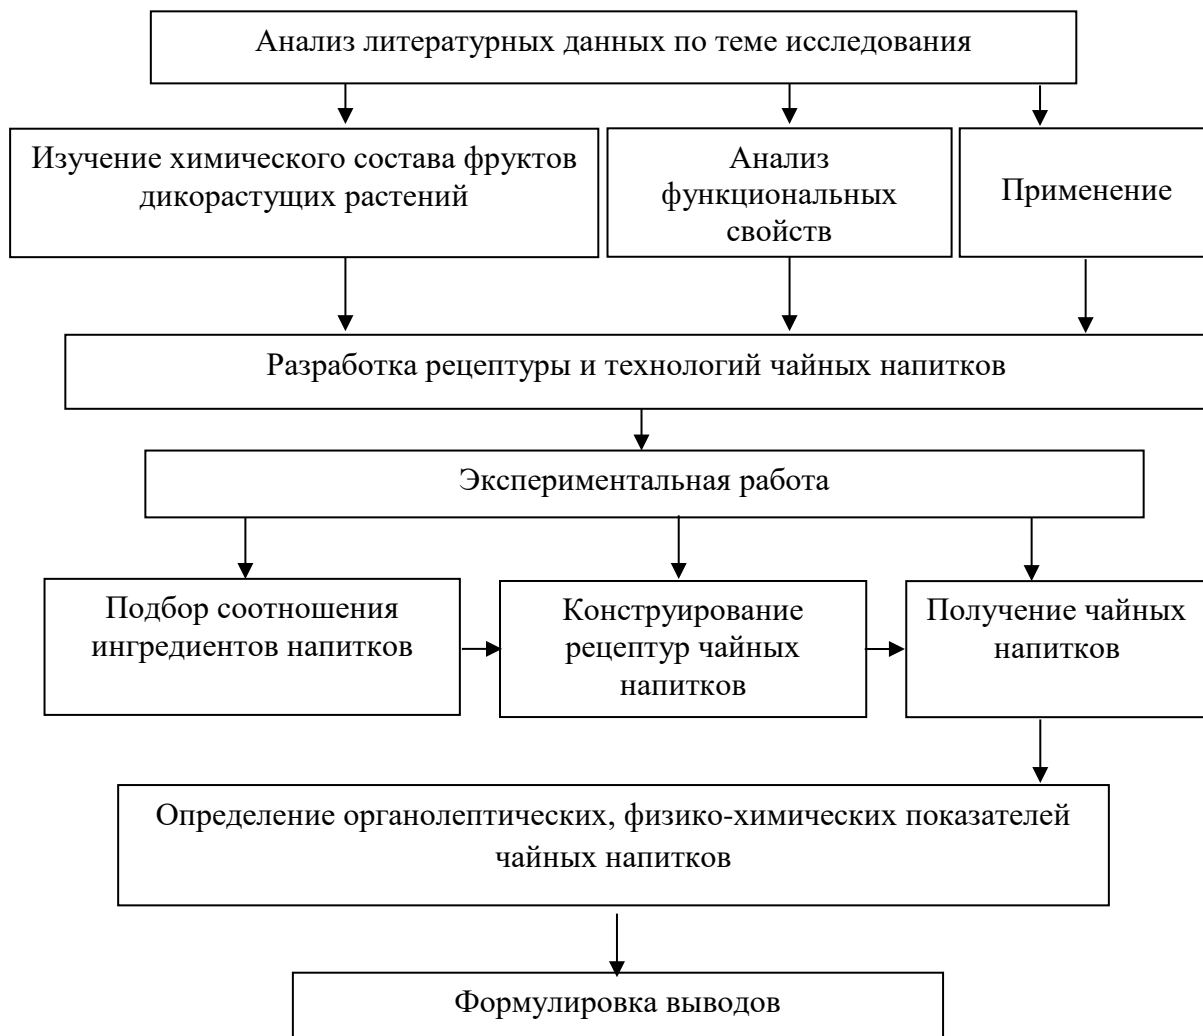 Анализ литературных данных по теме исследования
Изучение химического состава фруктов
дикорастущих растений
Анализ
функциональных
свойств
Применение
Разработка рецептуры и технологий чайных напитков
Экспериментальная работа
Подбор соотношения
ингредиентов напитков
Конструирование
рецептур чайных
напитков
Получение чайных
напитков
Определение органолептических, физико-химических показателей
чайных напитков
Формулировка выводов